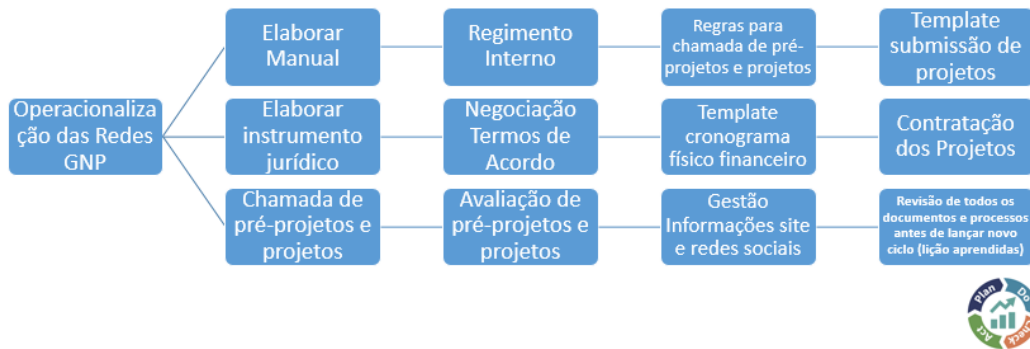 Elaborar
Manual
Regimento
Interno
Regras para
chamada de pré-
projetos e projetos
Template
submissão de
projetos
Operacionaliza
ção das Redes
GNP
Elaborar
instrumento
jurídico
Negociação
Termos de
Acordo
Template
cronograma
físico financeiro
Contratação
dos Projetos
Chamada de
pré-projetos e
projetos
Avaliação de
pré-projetos e
projetos
Gestão
Informações site
e redes sociais
Revisão de todos os
documentos e processos
antes de lançar novo
ciclo (lição aprendidas)
Plan
Do
Check
Act